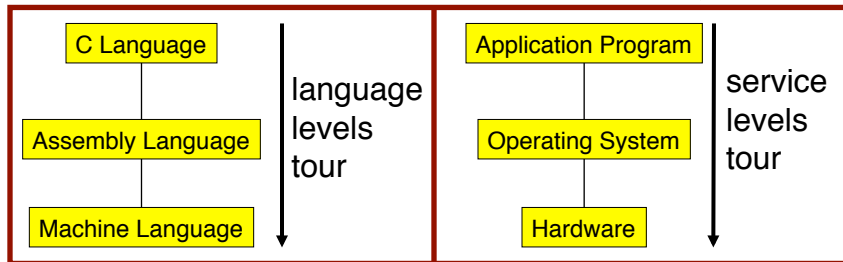 C Language
Assembly Language
Machine Language
language
levels
tour
Application Program
Operating System
Hardware
service
levels
tour